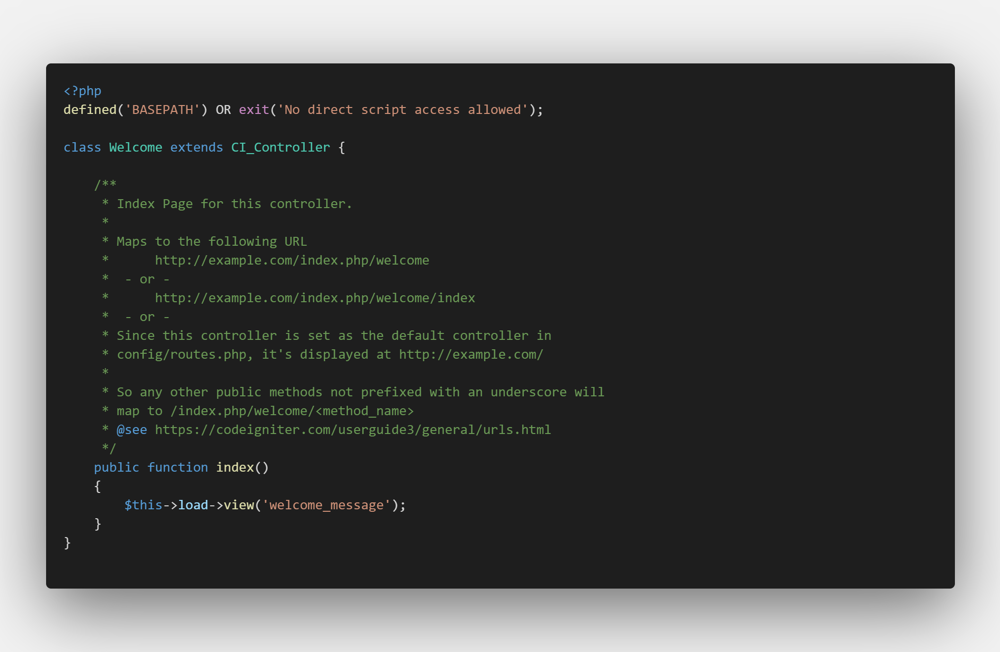 <?php
defined('BASEPATH') OR exit('No direct script access allowed');

class Welcome extends CI_Controller {

    /**
     * Index Page for this controller.
     *
     * Maps to the following URL
     *      http://example.com/index.php/welcome
     *  - or -
     *      http://example.com/index.php/welcome/index
     *  - or -
     * Since this controller is set as the default controller in
     * config/routes.php, it's displayed at http://example.com/
     *
     * So any other public methods not prefixed with an underscore will
     * map to /index.php/welcome/<method_name>
     * @see https://codeigniter.com/userguide3/general/urls.html
     */
    public function index()
    {
        $this->load->view('welcome_message');
    }
}